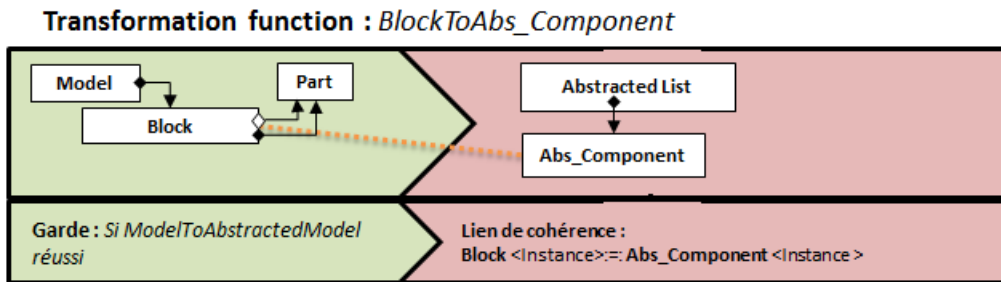 Transformation function : BlockToAbs_Component
Model
Part
Block
Abstracted List
Abs_Component
Garde : Si ModelToAbstractedModel
réussi
Lien de cohérence :
Block <Instance>:=: Abs_Component <Instance >